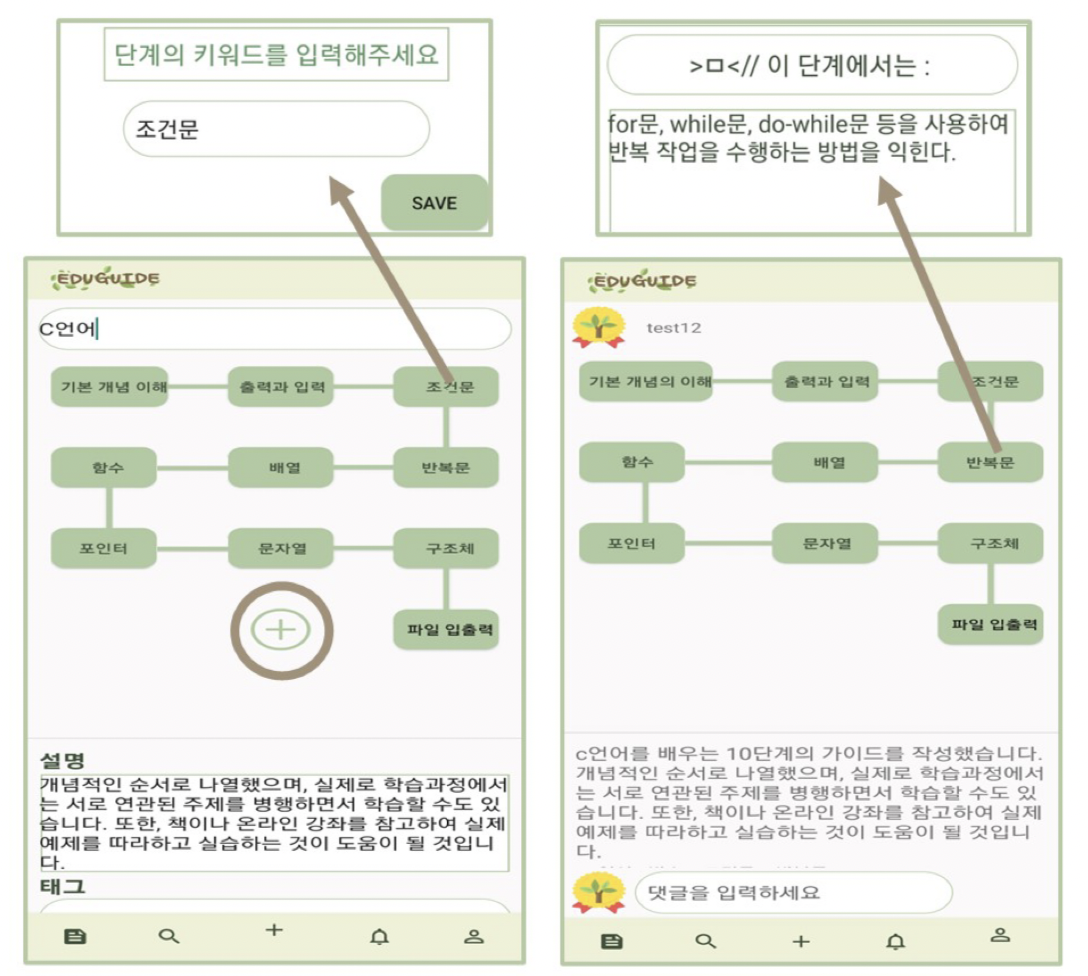 단계의 키워드를 입력해주세요
조건문
SAVE
>ㅁ<// 이 단계에서는 :
for문, while문, do-while문 등을 사용하여
반복 작업을 수행하는 방법을 익힌다.
EDUGUIDE
C언어
기본 개념 이해
출력과 입력
조건문
함수
배열
반복문
포인터
문자열
구조체
파일 입출력
설명
개념적인 순서로 나열했으며, 실제로 학습과정에서
는 서로 연관된 주제를 병행하면서 학습할 수도 있
습니다. 또한, 책이나 온라인 강좌를 참고하여 실제
예제를 따라하고 실습하는 것이 도움이 될 것입니
다.
태그
EDUGUIDE
test12
기본 개념의 이해
출력과 입력
조건문
함수
배열
반복문
포인터
문자열
구조체
파일 입출력
c언어를 배우는 10단계의 가이드를 작성했습니다.
개념적인 순서로 나열했으며, 실제로 학습과정에서
는 서로 연관된 주제를 병행하면서 학습할 수도 있
습니다. 또한, 책이나 온라인 강좌를 참고하여 실제
예제를 따라하고 실습하는 것이 도움이 될 것입니
다.
댓글을 입력하세요